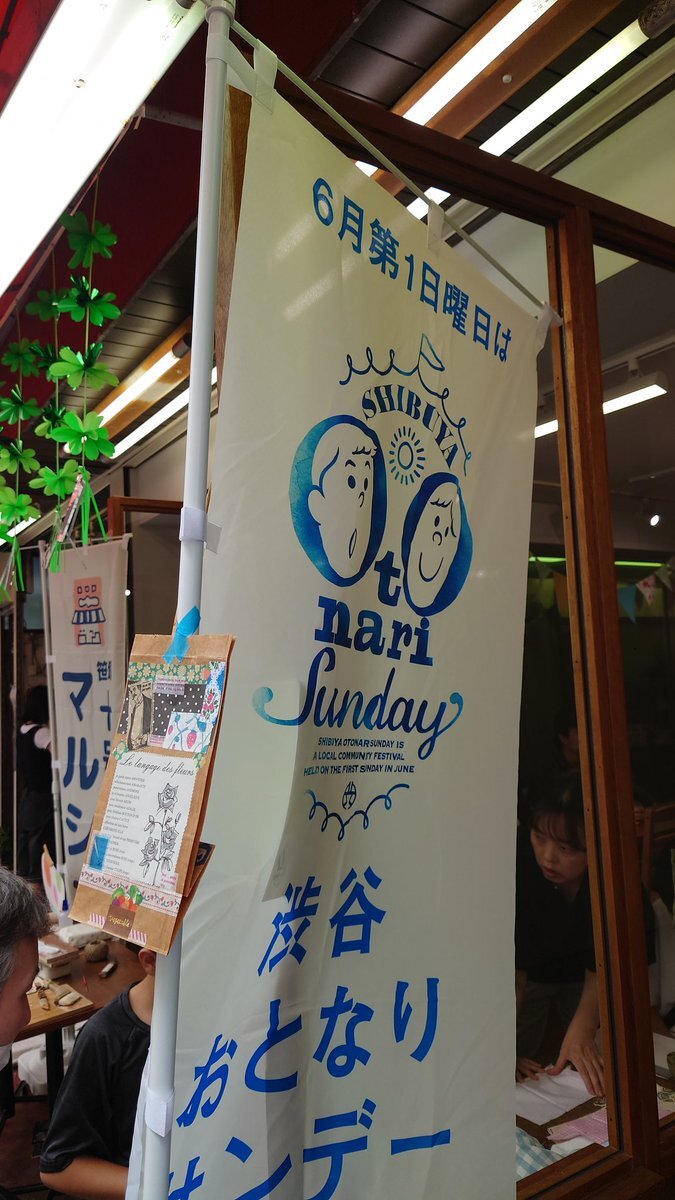 6月第1日曜日は
SHIBUYA
Otonari
Sunday
SHIBUYA OTONARISUNDAY IS
A LOCAL COMMUNITY FESTIVAL
HELD ON THE FIRST SUNDAY IN JUNE
渋谷
おとなり
サンデー
マルシ
Le langage des fleurs
Vegetable